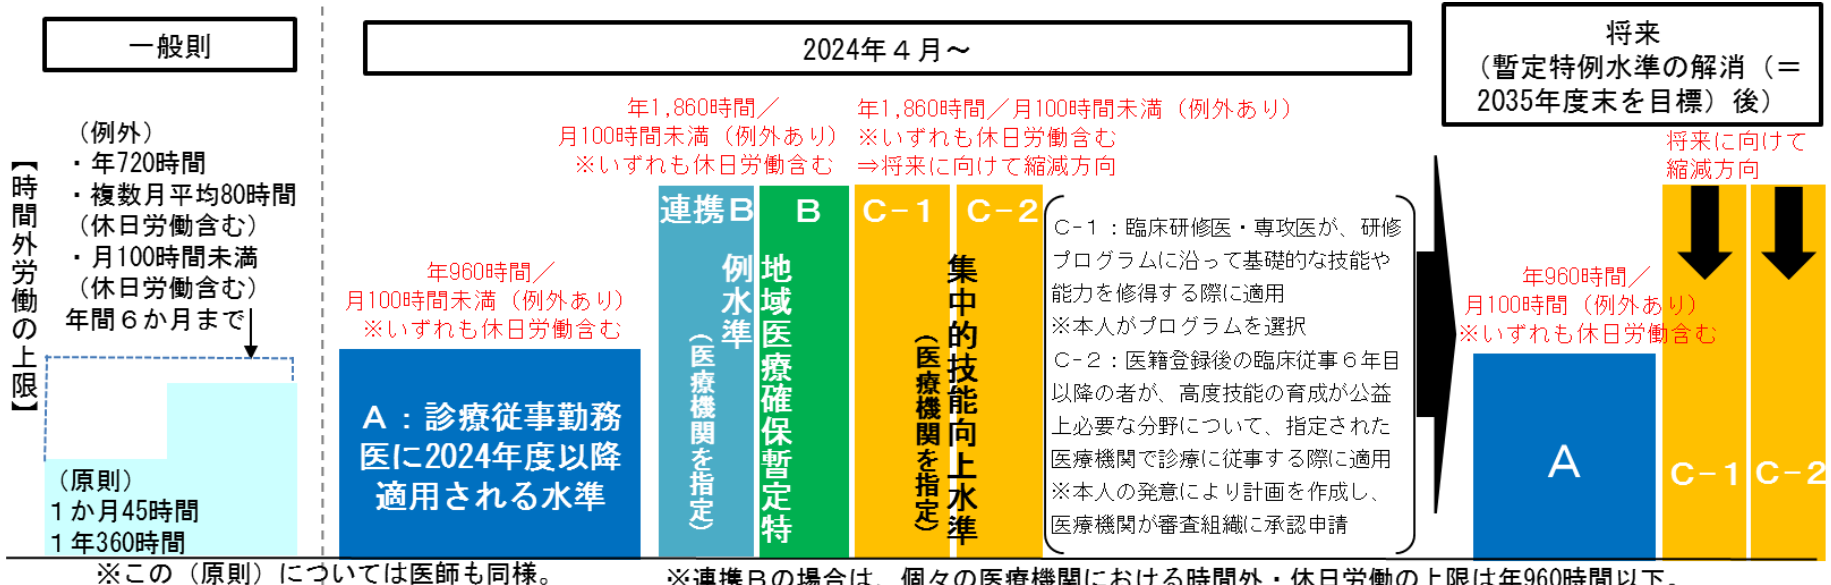 一般則
【時間外労働の上限】
（例外）
・年720時間
・複数月平均80時間
（休日労働含む）
・月100時間未満
（休日労働含む）
年間６か月まで
（原則）
１か月45時間
１年360時間
※この（原則）については医師も同様。
2024年４月～
年960時間／
月100時間未満（例外あり）
※いずれも休日労働含む
Ａ：診療従事勤務
医に2024年度以降
適用される水準
年1,860時間／
月100時間未満（例外あり）
※いずれも休日労働含む
連携Ｂ
Ｂ
地域医療確保暫定特
例水準
（医療機関を指定）
年1,860時間／月100時間未満（例外あり）
※いずれも休日労働含む
⇒将来に向けて縮減方向
Ｃ－１
Ｃ－２
集中的技能向上水準
（医療機関を指定）
Ｃ－１：臨床研修医・専攻医が、研修
プログラムに沿って基礎的な技能や
能力を修得する際に適用
※本人がプログラムを選択
Ｃ－２：医籍登録後の臨床従事６年目
以降の者が、高度技能の育成が公益
上必要な分野について、指定された
医療機関で診療に従事する際に適用
※本人の発意により計画を作成し、
医療機関が審査組織に承認申請
※連携Ｂの場合は、個々の医療機関における時間外・休日労働の上限は年960時間以下。
将来
（暫定特例水準の解消（＝
2035年度末を目標）後）
将来に向けて
縮減方向
年960時間／
月100時間（例外あり）
※いずれも休日労働含む
Ａ
Ｃ－１
Ｃ－２